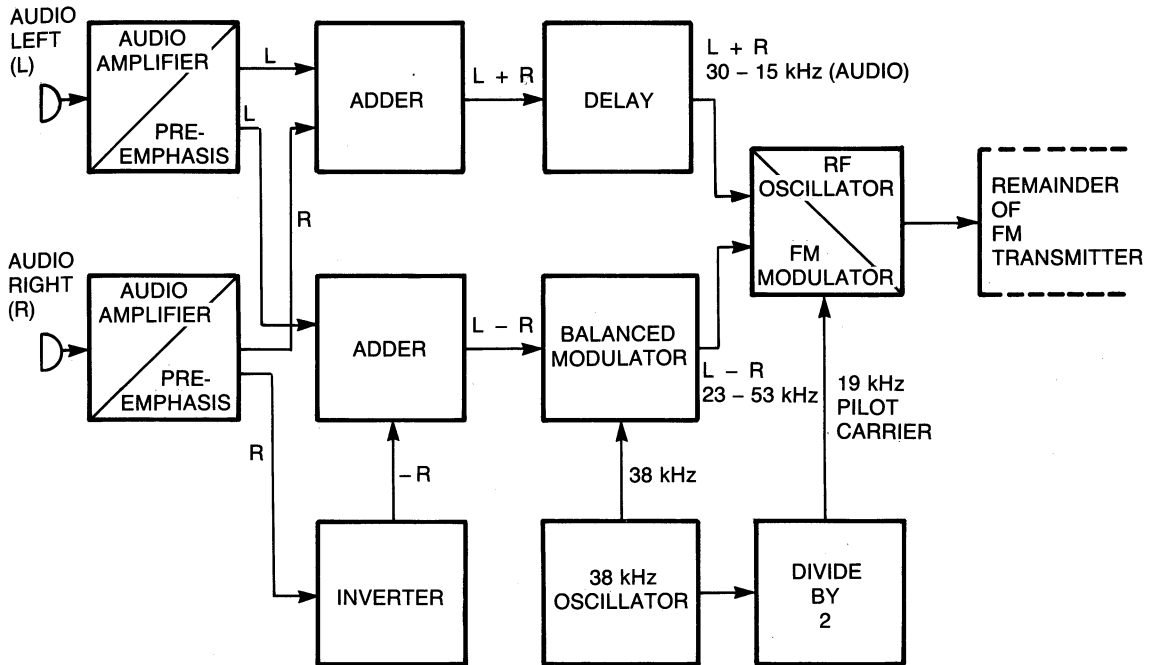 AUDIO
LEFT
(L)
AUDIO
AMPLIFIER
PRE-
EMPHASIS
L
L
ADDER
L + R
DELAY
L + R
30 – 15 kHz (AUDIO)
RF
OSCILLATOR
FM
MODULATOR
REMAINDER
OF
FM
TRANSMITTER
R
AUDIO
RIGHT
(R)
AUDIO
AMPLIFIER
PRE-
EMPHASIS
ADDER
L – R
BALANCED
MODULATOR
L – R
23 – 53 kHz
19 kHz
PILOT
CARRIER
R
– R
38 kHz
INVERTER
38 kHz
OSCILLATOR
DIVIDE
BY
2